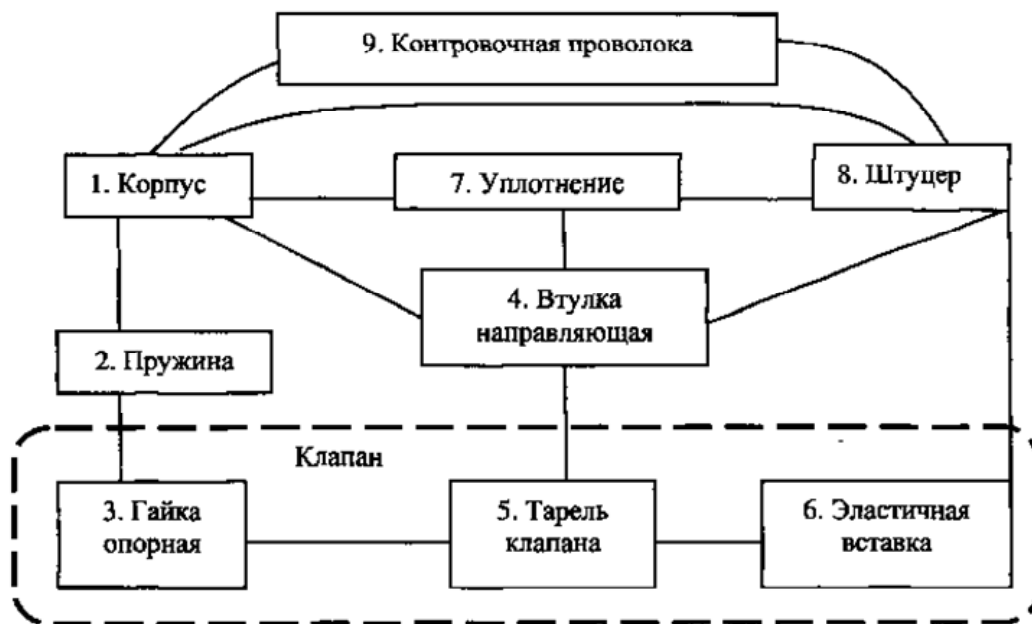 9. Контровочная проволока
1. Корпус
7. Уплотнение
8. Штуцер
4. Втулка
направляющая
2. Пружина
Клапан
3. Гайка
опорная
5. Тарель
клапана
6. Эластичная
вставка